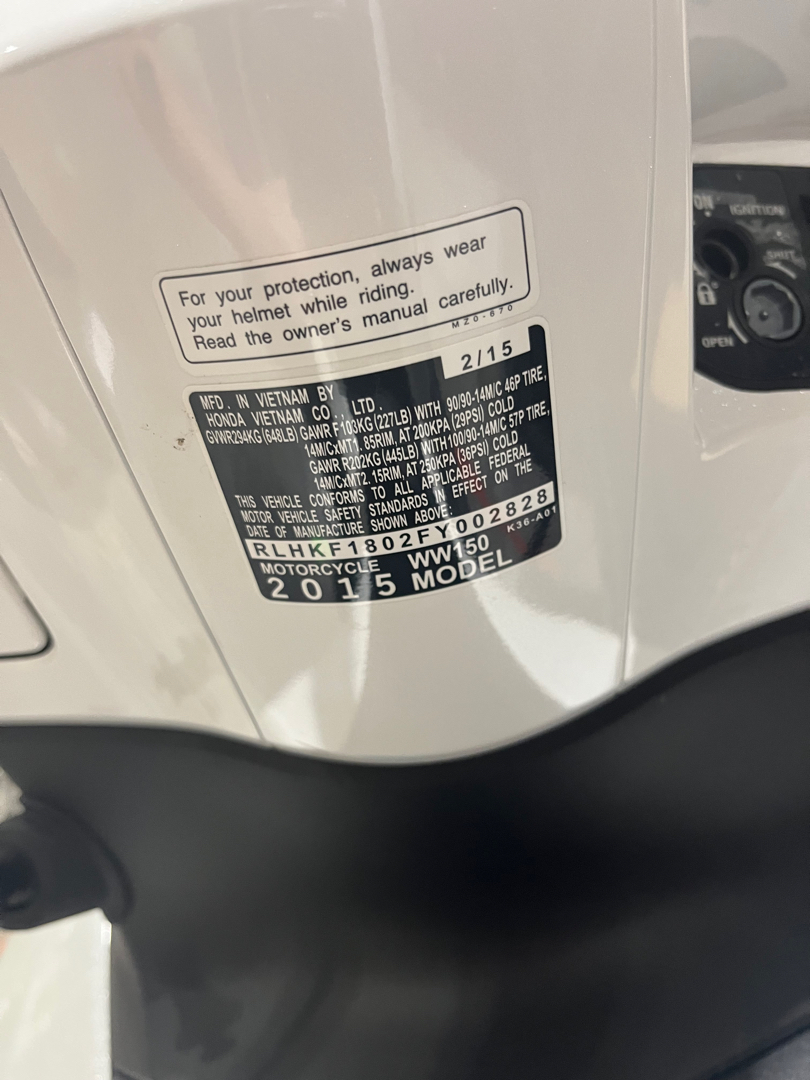 For your protection, always wear
your helmet while riding.
Read the owner's manual carefully.
MZ0-670
2/15
MFD. IN VIETNAM BY
HONDA VIETNAM CO., LTD.
GVWR294KG (648LB) GAWR F103KG (227LB) WITH 90/90-14M/C 46P TIRE,
14M/CxMT1. 85RIM, AT 200KPA (29PSI) COLD
GAWR R202KG (445LB) WITH100/90-14M/C 57P TIRE,
14M/CxMT2. 15RIM, AT 250KPA (36PSI) COLD
THIS VEHICLE CONFORMS TO ALL APPLICABLE FEDERAL
MOTOR VEHICLE SAFETY STANDARDS IN EFFECT ON THE
DATE OF MANUFACTURE SHOWN ABOVE:
RLHKF1802FY002828
MOTORCYCLE WW150 K36-A01
2015 MODEL
ON IGNITION
SHUT
OPEN